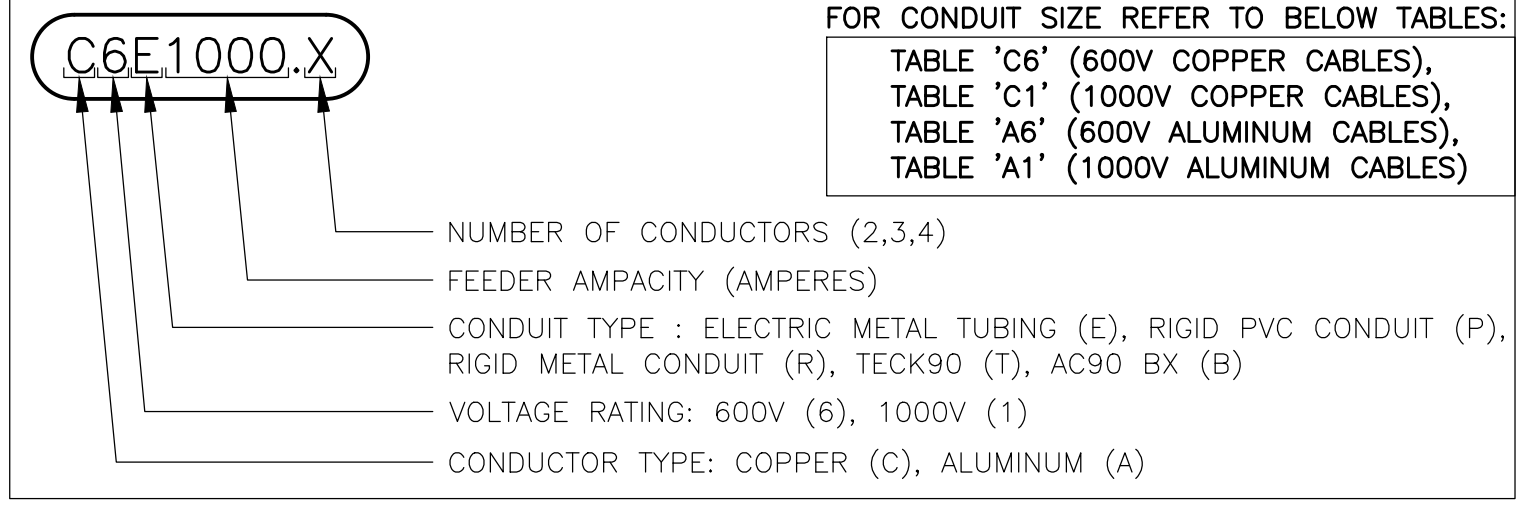 C6E1000.X
FOR CONDUIT SIZE REFER TO BELOW TABLES:
TABLE 'C6' (600V COPPER CABLES),
TABLE 'C1' (1000V COPPER CABLES),
TABLE 'A6' (600V ALUMINUM CABLES),
TABLE 'A1' (1000V ALUMINUM CABLES)
NUMBER OF CONDUCTORS (2,3,4)
FEEDER AMPACITY (AMPERES)
CONDUIT TYPE : ELECTRIC METAL TUBING (E), RIGID PVC CONDUIT (P),
RIGID METAL CONDUIT (R), TECK90 (T), AC90 BX (B)
VOLTAGE RATING: 600V (6), 1000V (1)
CONDUCTOR TYPE: COPPER (C), ALUMINUM (A)